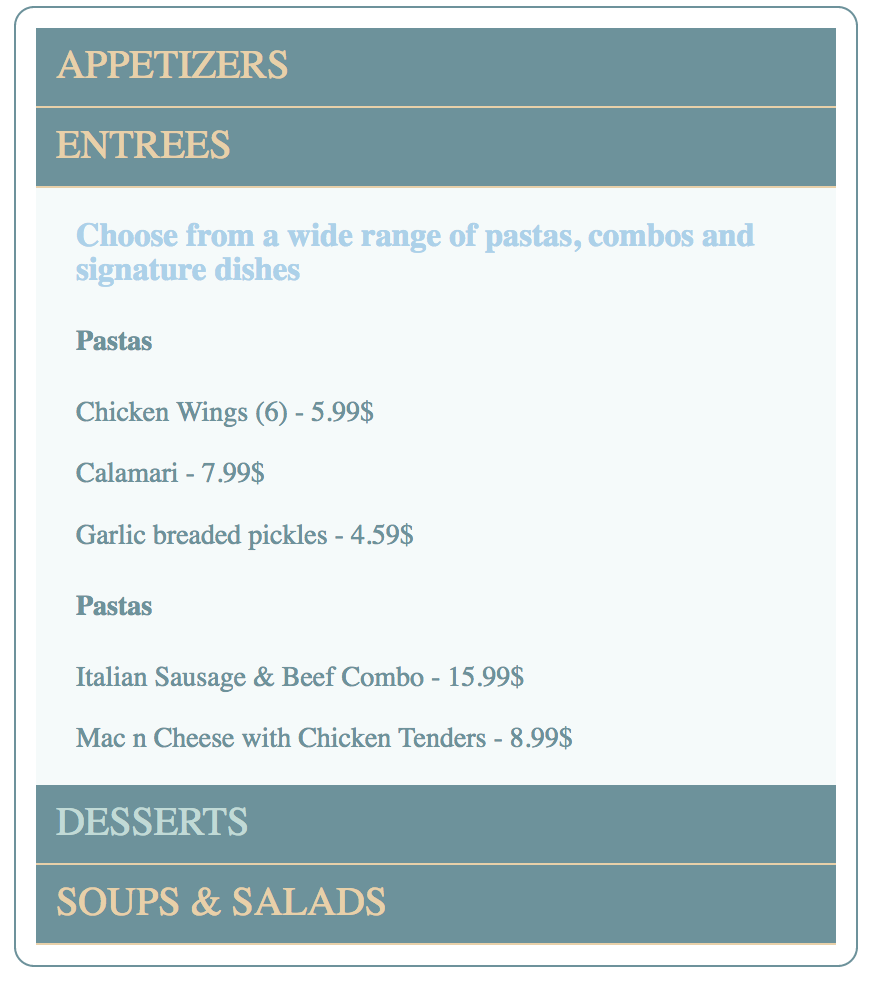 APPETIZERS
ENTREES
Choose from a wide range of pastas, combos and
signature dishes
Pastas
Chicken Wings (6) - 5.99$
Calamari - 7.99$
Garlic breaded pickles - 4.59$
Pastas
Italian Sausage & Beef Combo - 15.99$
Mac n Cheese with Chicken Tenders - 8.99$
DESSERTS
SOUPS & SALADS